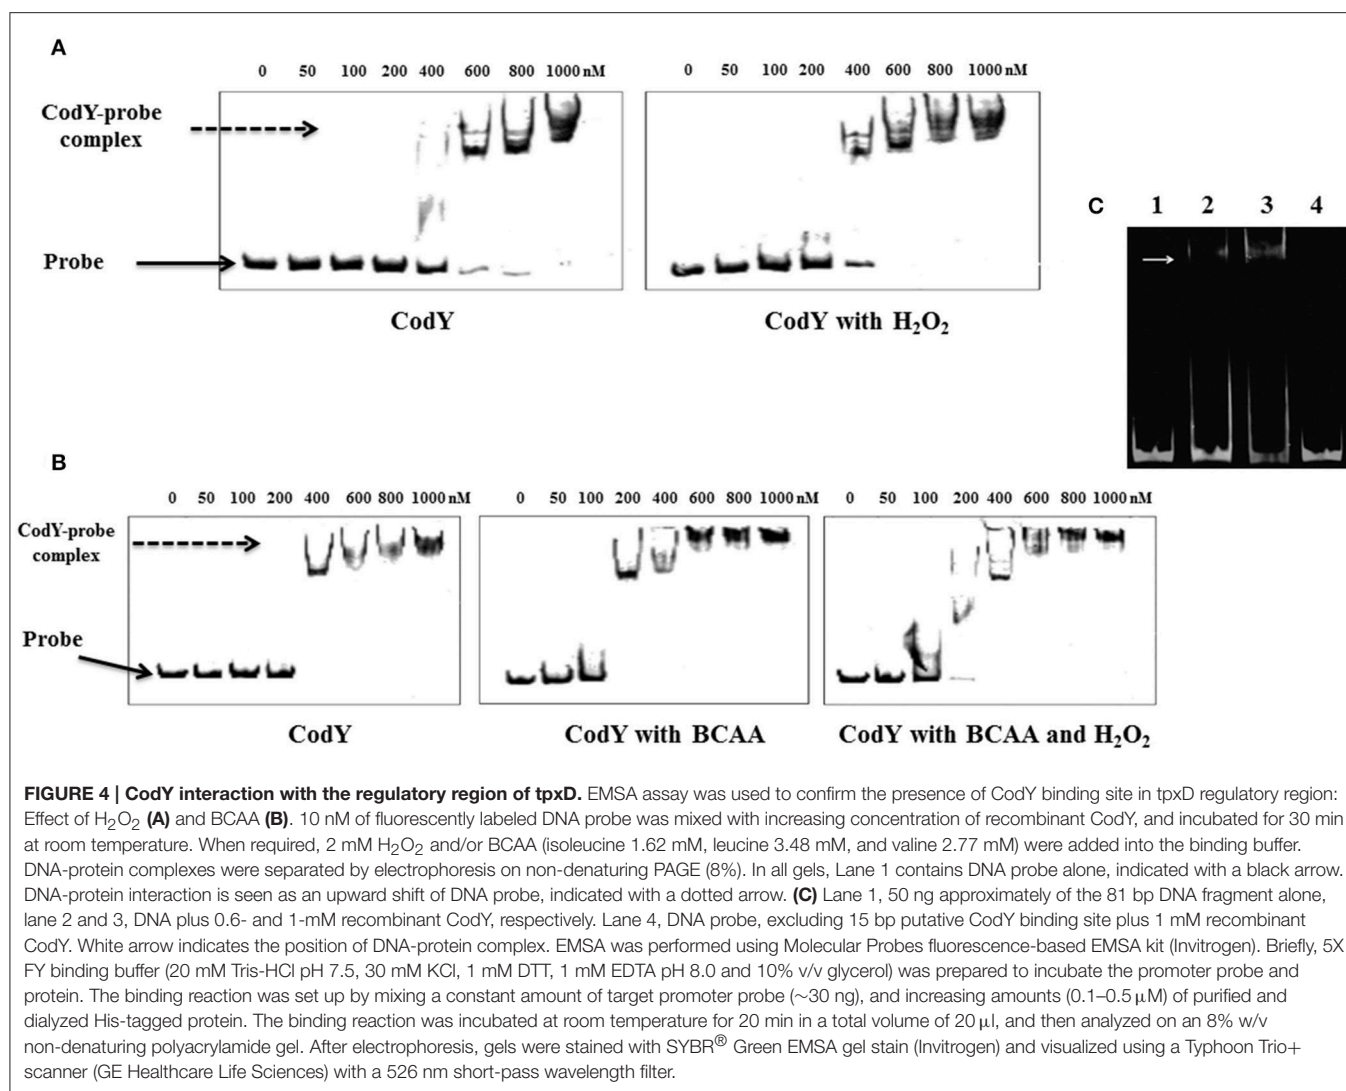 A
0 50 100 200 400 600 800 1000 nM
0 50 100 200 400 600 800 1000 nM
CodY-probe
complex
Probe
CodY
CodY with H₂O₂
C 1 2 3 4
B
0 50 100 200 400 600 800 1000 nM
0 50 100 200 400 600 800 1000 nM
0 50 100 200 400 600 800 1000 nM
CodY-probe
complex
Probe
CodY
CodY with BCAA
CodY with BCAA and H₂O₂
FIGURE 4 | CodY interaction with the regulatory region of tpxD. EMSA assay was used to confirm the presence of CodY binding site in tpxD regulatory region:
Effect of H₂O₂ (A) and BCAA (B). 10 nM of fluorescently labeled DNA probe was mixed with increasing concentration of recombinant CodY, and incubated for 30 min
at room temperature. When required, 2 mM H₂O₂ and/or BCAA (isoleucine 1.62 mM, leucine 3.48 mM, and valine 2.77 mM) were added into the binding buffer.
DNA-protein complexes were separated by electrophoresis on non-denaturing PAGE (8%). In all gels, Lane 1 contains DNA probe alone, indicated with a black arrow.
DNA-protein interaction is seen as an upward shift of DNA probe, indicated with a dotted arrow. (C) Lane 1, 50 ng approximately of the 81 bp DNA fragment alone,
lane 2 and 3, DNA plus 0.6- and 1-mM recombinant CodY, respectively. Lane 4, DNA probe, excluding 15 bp putative CodY binding site plus 1 mM recombinant
CodY. White arrow indicates the position of DNA-protein complex. EMSA was performed using Molecular Probes fluorescence-based EMSA kit (Invitrogen). Briefly, 5X
FY binding buffer (20 mM Tris-HCl pH 7.5, 30 mM KCl, 1 mM DTT, 1 mM EDTA pH 8.0 and 10% v/v glycerol) was prepared to incubate the promoter probe and
protein. The binding reaction was set up by mixing a constant amount of target promoter probe (∼30 ng), and increasing amounts (0.1–0.5 μM) of purified and
dialyzed His-tagged protein. The binding reaction was incubated at room temperature for 20 min in a total volume of 20 μl, and then analyzed on an 8% w/v
non-denaturing polyacrylamide gel. After electrophoresis, gels were stained with SYBR® Green EMSA gel stain (Invitrogen) and visualized using a Typhoon Trio+
scanner (GE Healthcare Life Sciences) with a 526 nm short-pass wavelength filter.